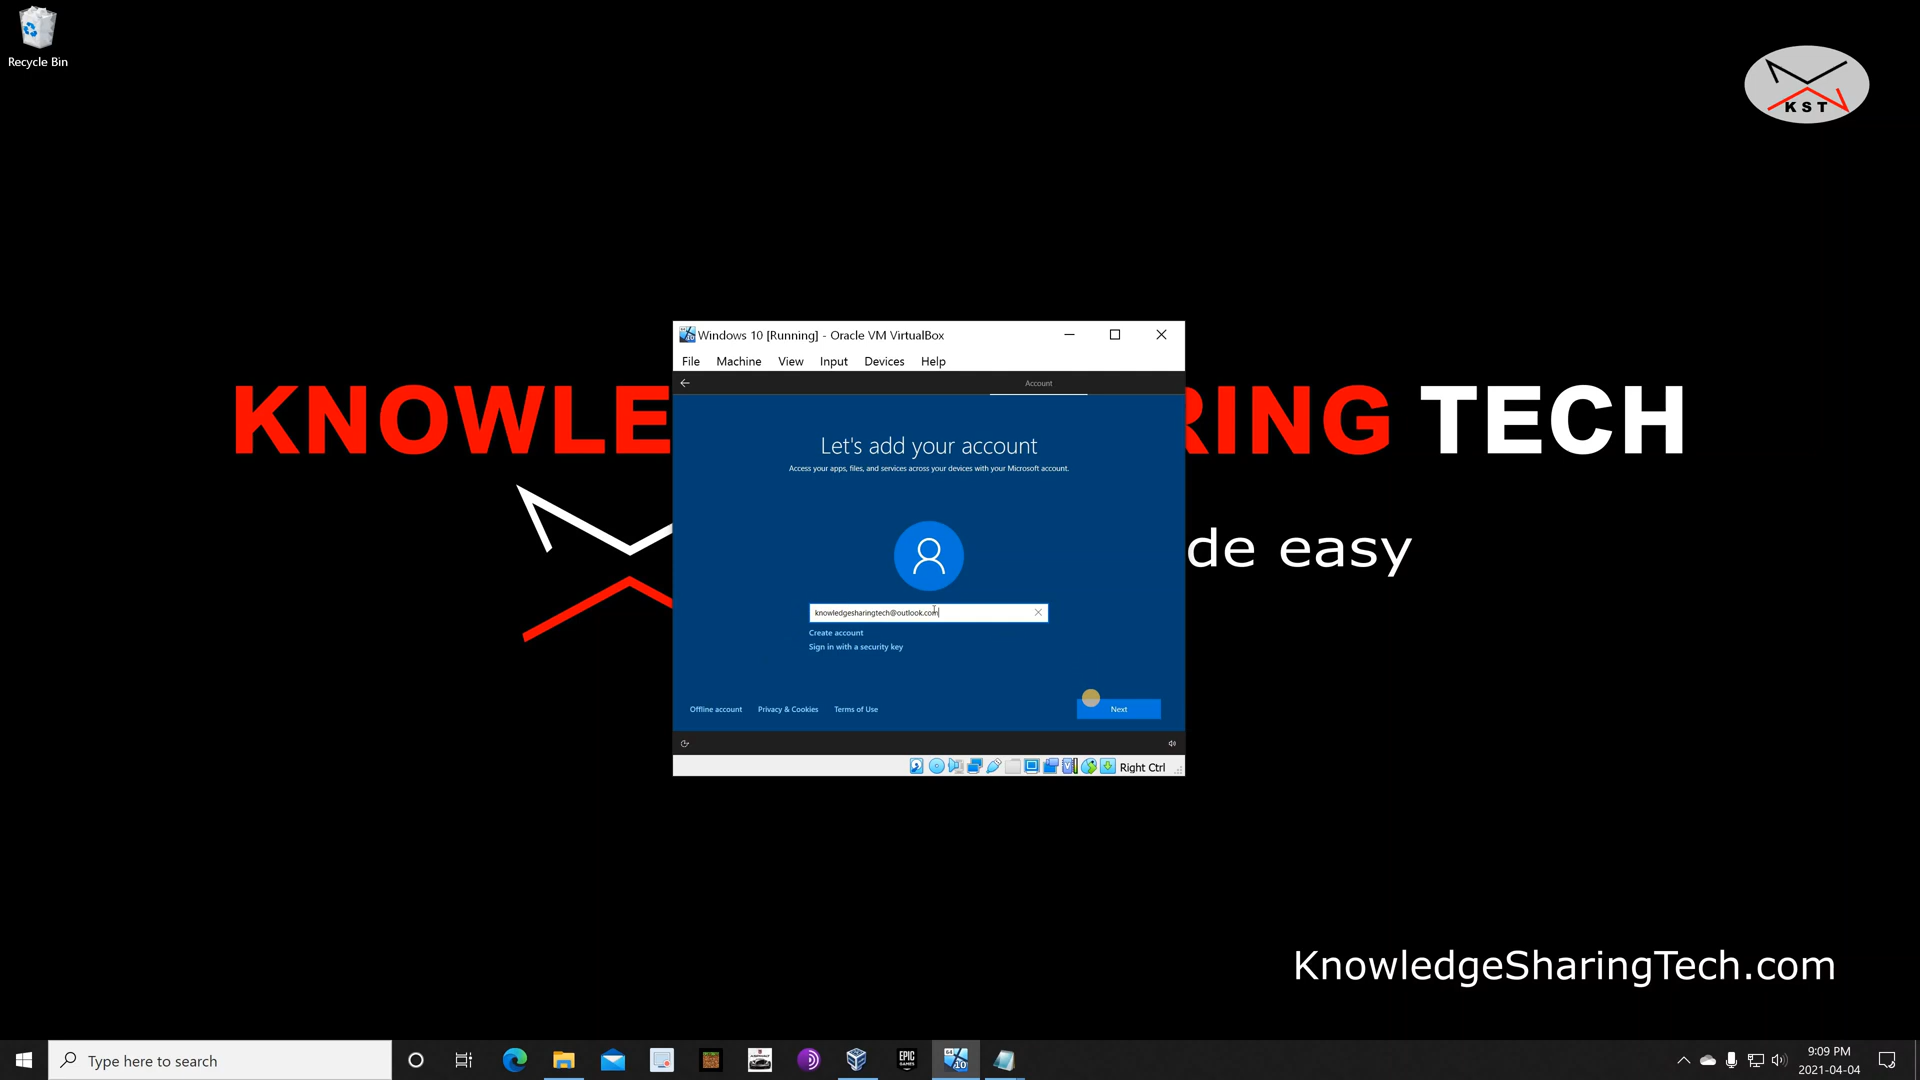 Recycle Bin
KST
KNOWLE RING TECH
de easy
Windows 10 [Running] - Oracle VM VirtualBox
File Machine View Input Devices Help
Account
Let's add your account
Access your apps, files, and services across your devices with your Microsoft account.
knowledgesharingtech@outlook.com
Create account
Sign in with a security key
Offline account Privacy & Cookies Terms of Use Next
Right Ctrl
KnowledgeSharingTech.com
Type here to search
EPIC GAMES
64
10
9:09 PM
2021-04-04